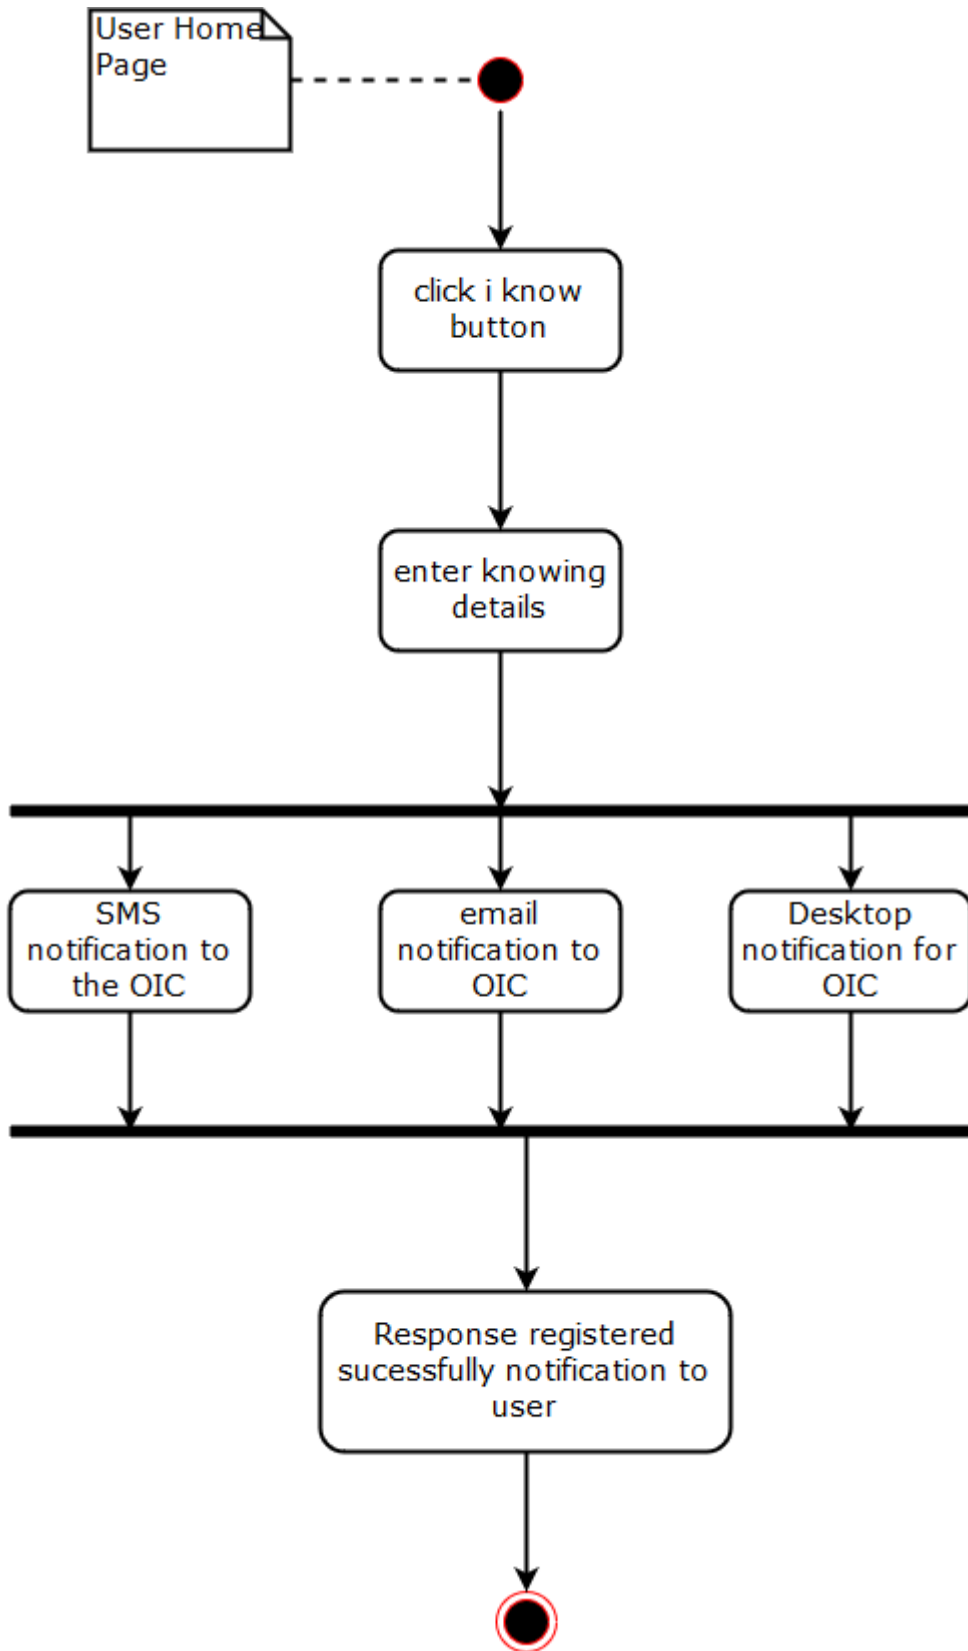 User Home
Page
click i know
button
enter knowing
details
SMS
notification to
the OIC
email
notification to
OIC
Desktop
notification for
OIC
Response registered
sucessfully notification to
user